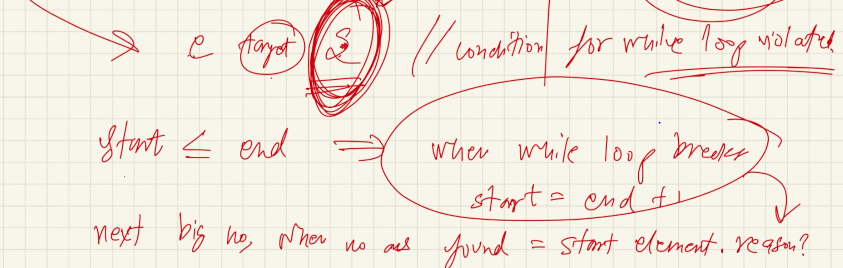 e target S // condition for while loop violated.
start ≤ end ⇒ when while loop breaks
start = end + 1
next big no, when no ans found = start element. reason?